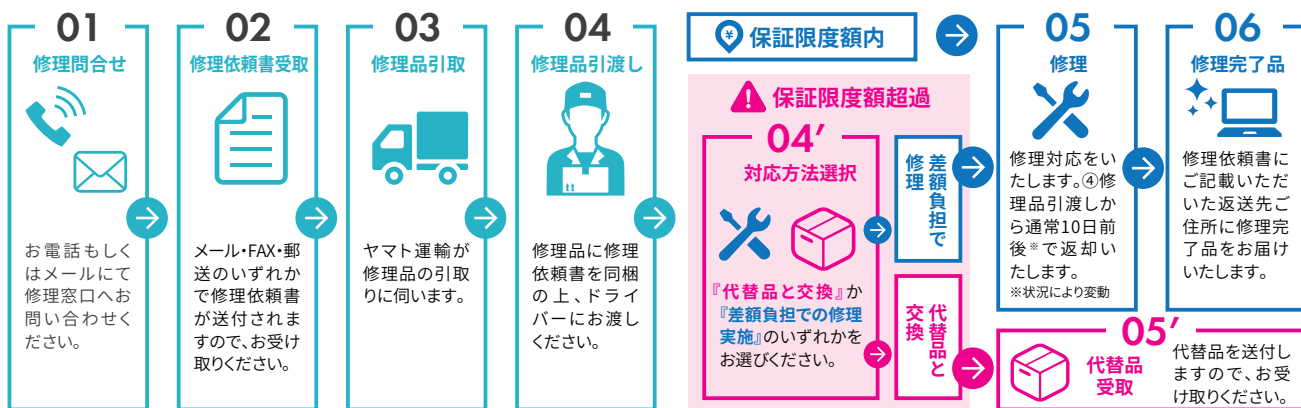 01
修理問合せ
お電話もしく
はメールにて
修理窓口へお
問い合わせく
ださい。
02
修理依頼書受取
メール・FAX・郵
送のいずれか
で修理依頼書
が送付されま
すので、お受け
取りください。
03
修理品引取
ヤマト運輸が
修理品の引取
りに伺います。
04
修理品引渡し
修理品に修理
依頼書を同梱
の上、ドライ
バーにお渡し
ください。
¥ 保証限度額内
保証限度額超過
04′
対応方法選択
『代替品と交換』か
『差額負担での修理
実施』のいずれかを
お選びください。
差額負担で
修理
代替品と
交換
05
修理
修理対応をい
たします。④修
理品引渡しか
ら通常10日前
後※で返却い
たします。
※状況により変動
06
修理完了品
修理依頼書に
ご記載いただ
いた返送先ご
住所に修理完
了品をお届け
いたします。
05′
代替品
受取
代替品を送付し
ますので、お受
け取りください。